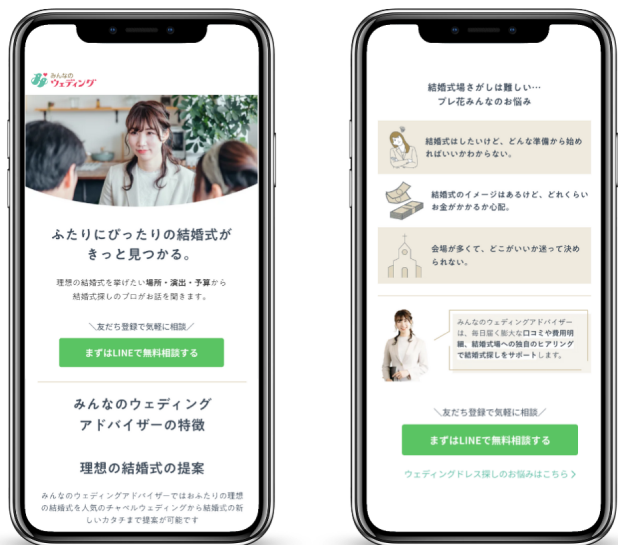 みんなの
ウェディング
ふたりにぴったりの結婚式が
きっと見つかる。
理想の結婚式を挙げたい場所・演出・予算から
結婚式探しのプロがお話を聞きます。
＼友だち登録で気軽に相談／
まずはLINEで無料相談する
みんなのウェディング
アドバイザーの特徴
理想の結婚式の提案
みんなのウェディングアドバイザーではおふたりの理想
の結婚式を人気のチャペルウェディングから結婚式の新
しいカタチまで提案が可能です
結婚式場さがしは難しい…
プレ花みんなのお悩み
結婚式はしたいけど、どんな準備から始め
ればいいかわからない。
結婚式のイメージはあるけど、どれくらい
お金がかかるか心配。
会場が多くて、どこがいいか迷って決め
られない。
みんなのウェディングアドバイザー
は、毎日届く膨大な口コミや費用明
細、結婚式場への独自のヒアリング
で結婚式探しをサポートします。
＼友だち登録で気軽に相談／
まずはLINEで無料相談する
ウェディングドレス探しのお悩みはこちら